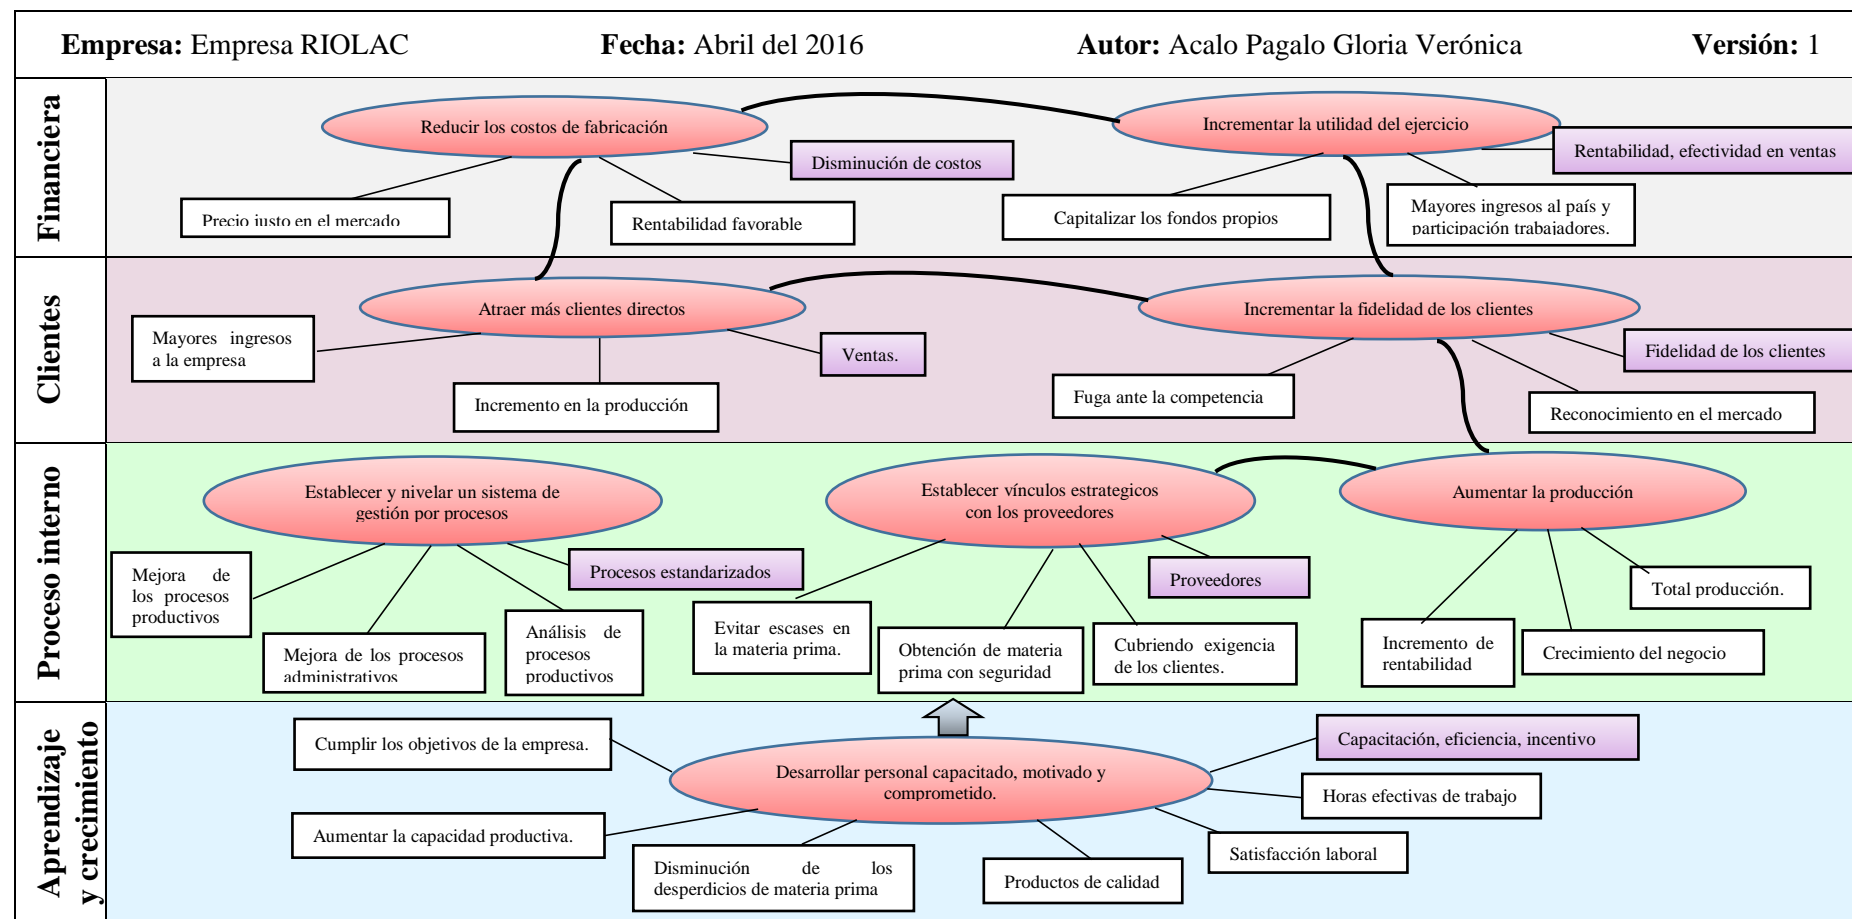 Empresa: Empresa RIOLAC Fecha: Abril del 2016 Autor: Acalo Pagalo Gloria Verónica Versión: 1
Financiera
Reducir los costos de fabricación
Incrementar la utilidad del ejercicio
Disminución de costos
Rentabilidad, efectividad en ventas
Precio justo en el mercado
Rentabilidad favorable
Capitalizar los fondos propios
Mayores ingresos al país y
participación trabajadores.
Clientes
Atraer más clientes directos
Incrementar la fidelidad de los clientes
Mayores ingresos
a la empresa
Ventas.
Fidelidad de los clientes
Incremento en la producción
Fuga ante la competencia
Reconocimiento en el mercado
Proceso interno
Establecer y nivelar un sistema de
gestión por procesos
Establecer vínculos estrategicos
con los proveedores
Aumentar la producción
Mejora de
los procesos
productivos
Procesos estandarizados
Proveedores
Total producción.
Mejora de los procesos
administrativos
Análisis de
procesos
productivos
Evitar escases en
la materia prima.
Obtención de materia
prima con seguridad
Cubriendo exigencia
de los clientes.
Incremento de
rentabilidad
Crecimiento del negocio
Aprendizaje
y crecimiento
Cumplir los objetivos de la empresa.
Desarrollar personal capacitado, motivado y
comprometido.
Capacitación, eficiencia, incentivo
Horas efectivas de trabajo
Aumentar la capacidad productiva.
Disminución de los
desperdicios de materia prima
Productos de calidad
Satisfacción laboral